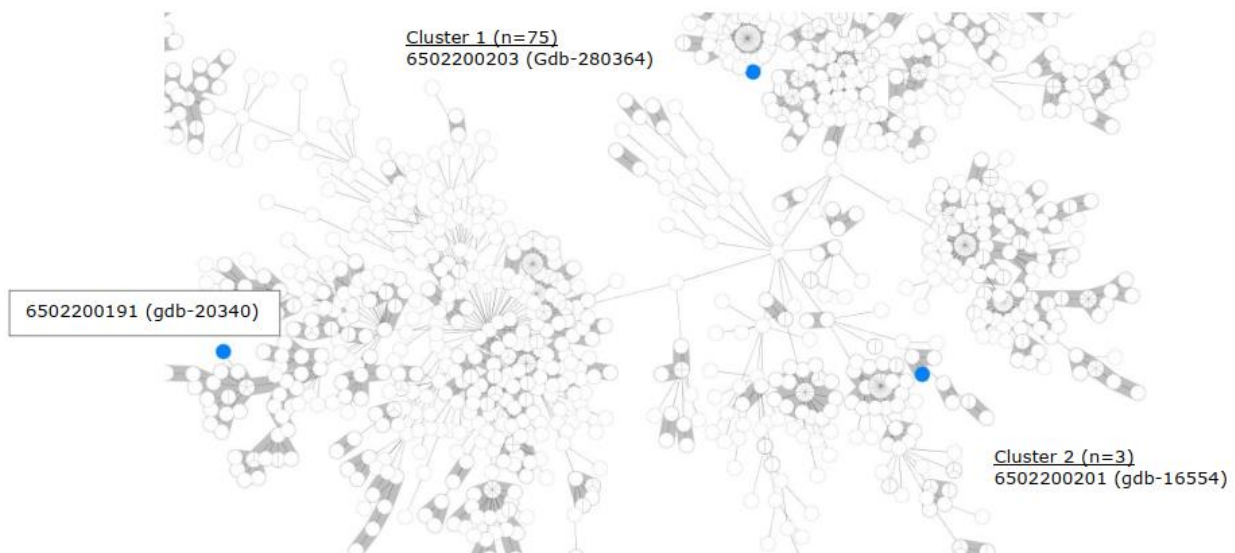 Cluster 1 (n=75)
6502200203 (Gdb-280364)
6502200191 (gdb-20340)
Cluster 2 (n=3)
6502200201 (gdb-16554)